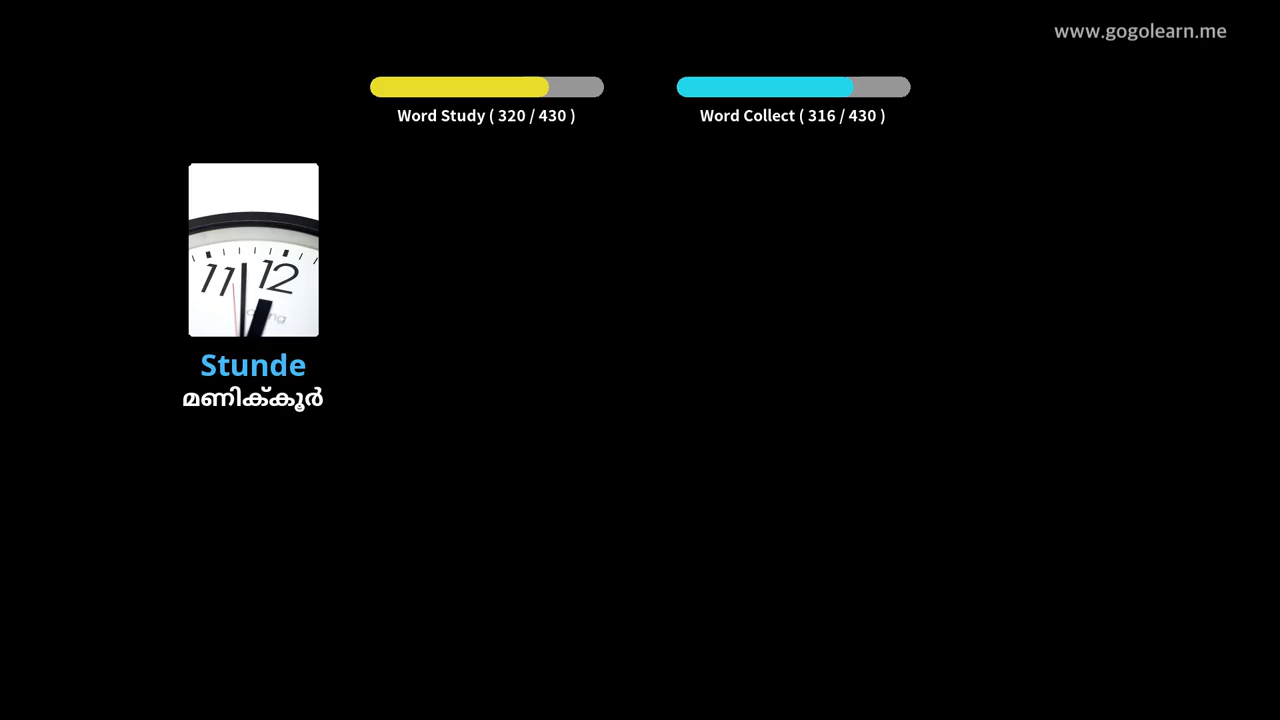 www.gogolearn.me
Word Study ( 320 / 430 )
Word Collect ( 316 / 430 )
11 12
Stunde
മണിക്കൂർ